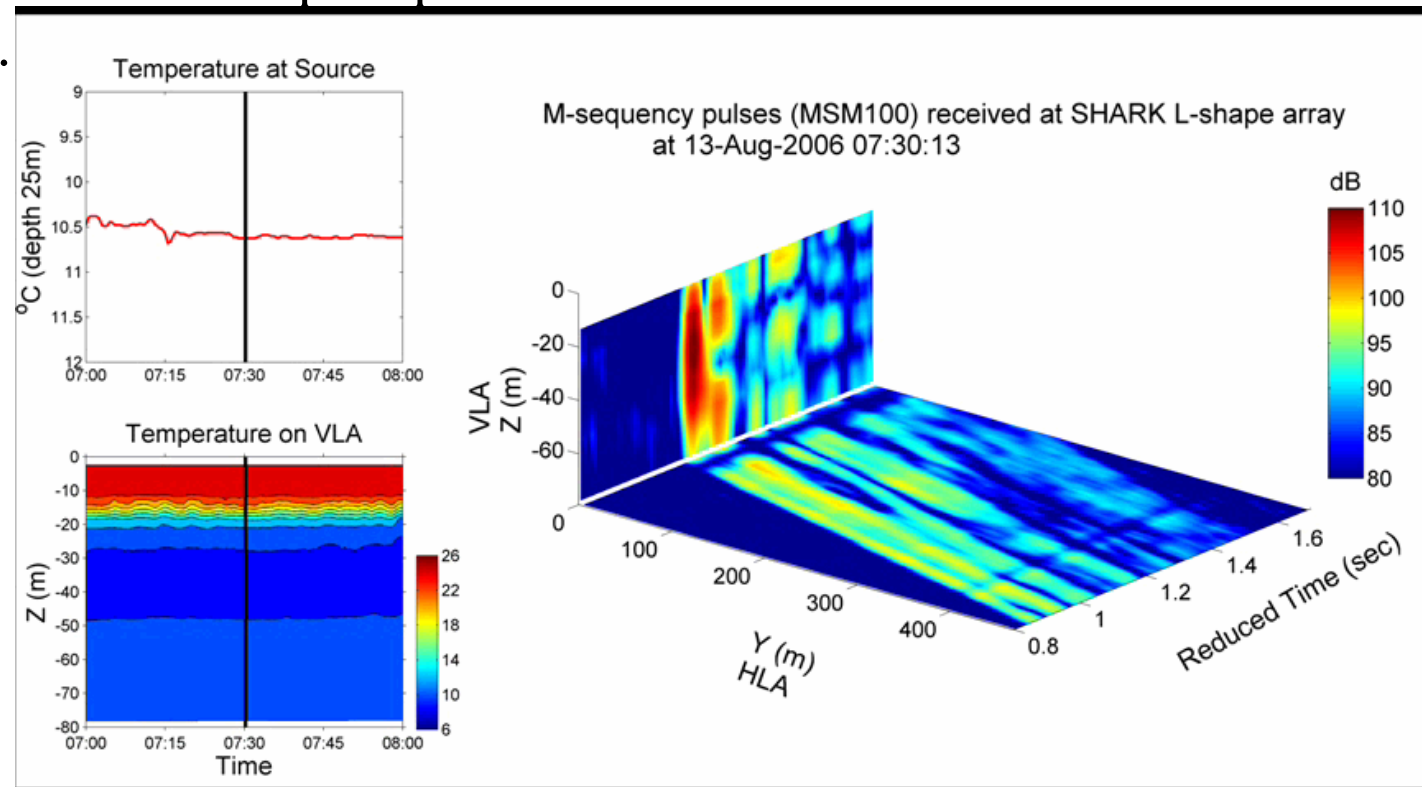 Temperature at Source
9
9.5
10
10.5
11
11.5
12
°C (depth 25m)
07:00 07:15 07:30 07:45 08:00
Temperature on VLA
0
-10
-20
-30
-40
-50
-60
-70
-80
Z (m)
07:00 07:15 07:30 07:45 08:00
Time
26
22
18
14
10
6
M-sequency pulses (MSM100) received at SHARK L-shape array
at 13-Aug-2006 07:30:13
dB
110
105
100
95
90
85
80
0
-20
-40
-60
VLA
Z (m)
0
100
200
300
400
Y (m)
HLA
0.8
1
1.2
1.4
1.6
Reduced Time (sec)